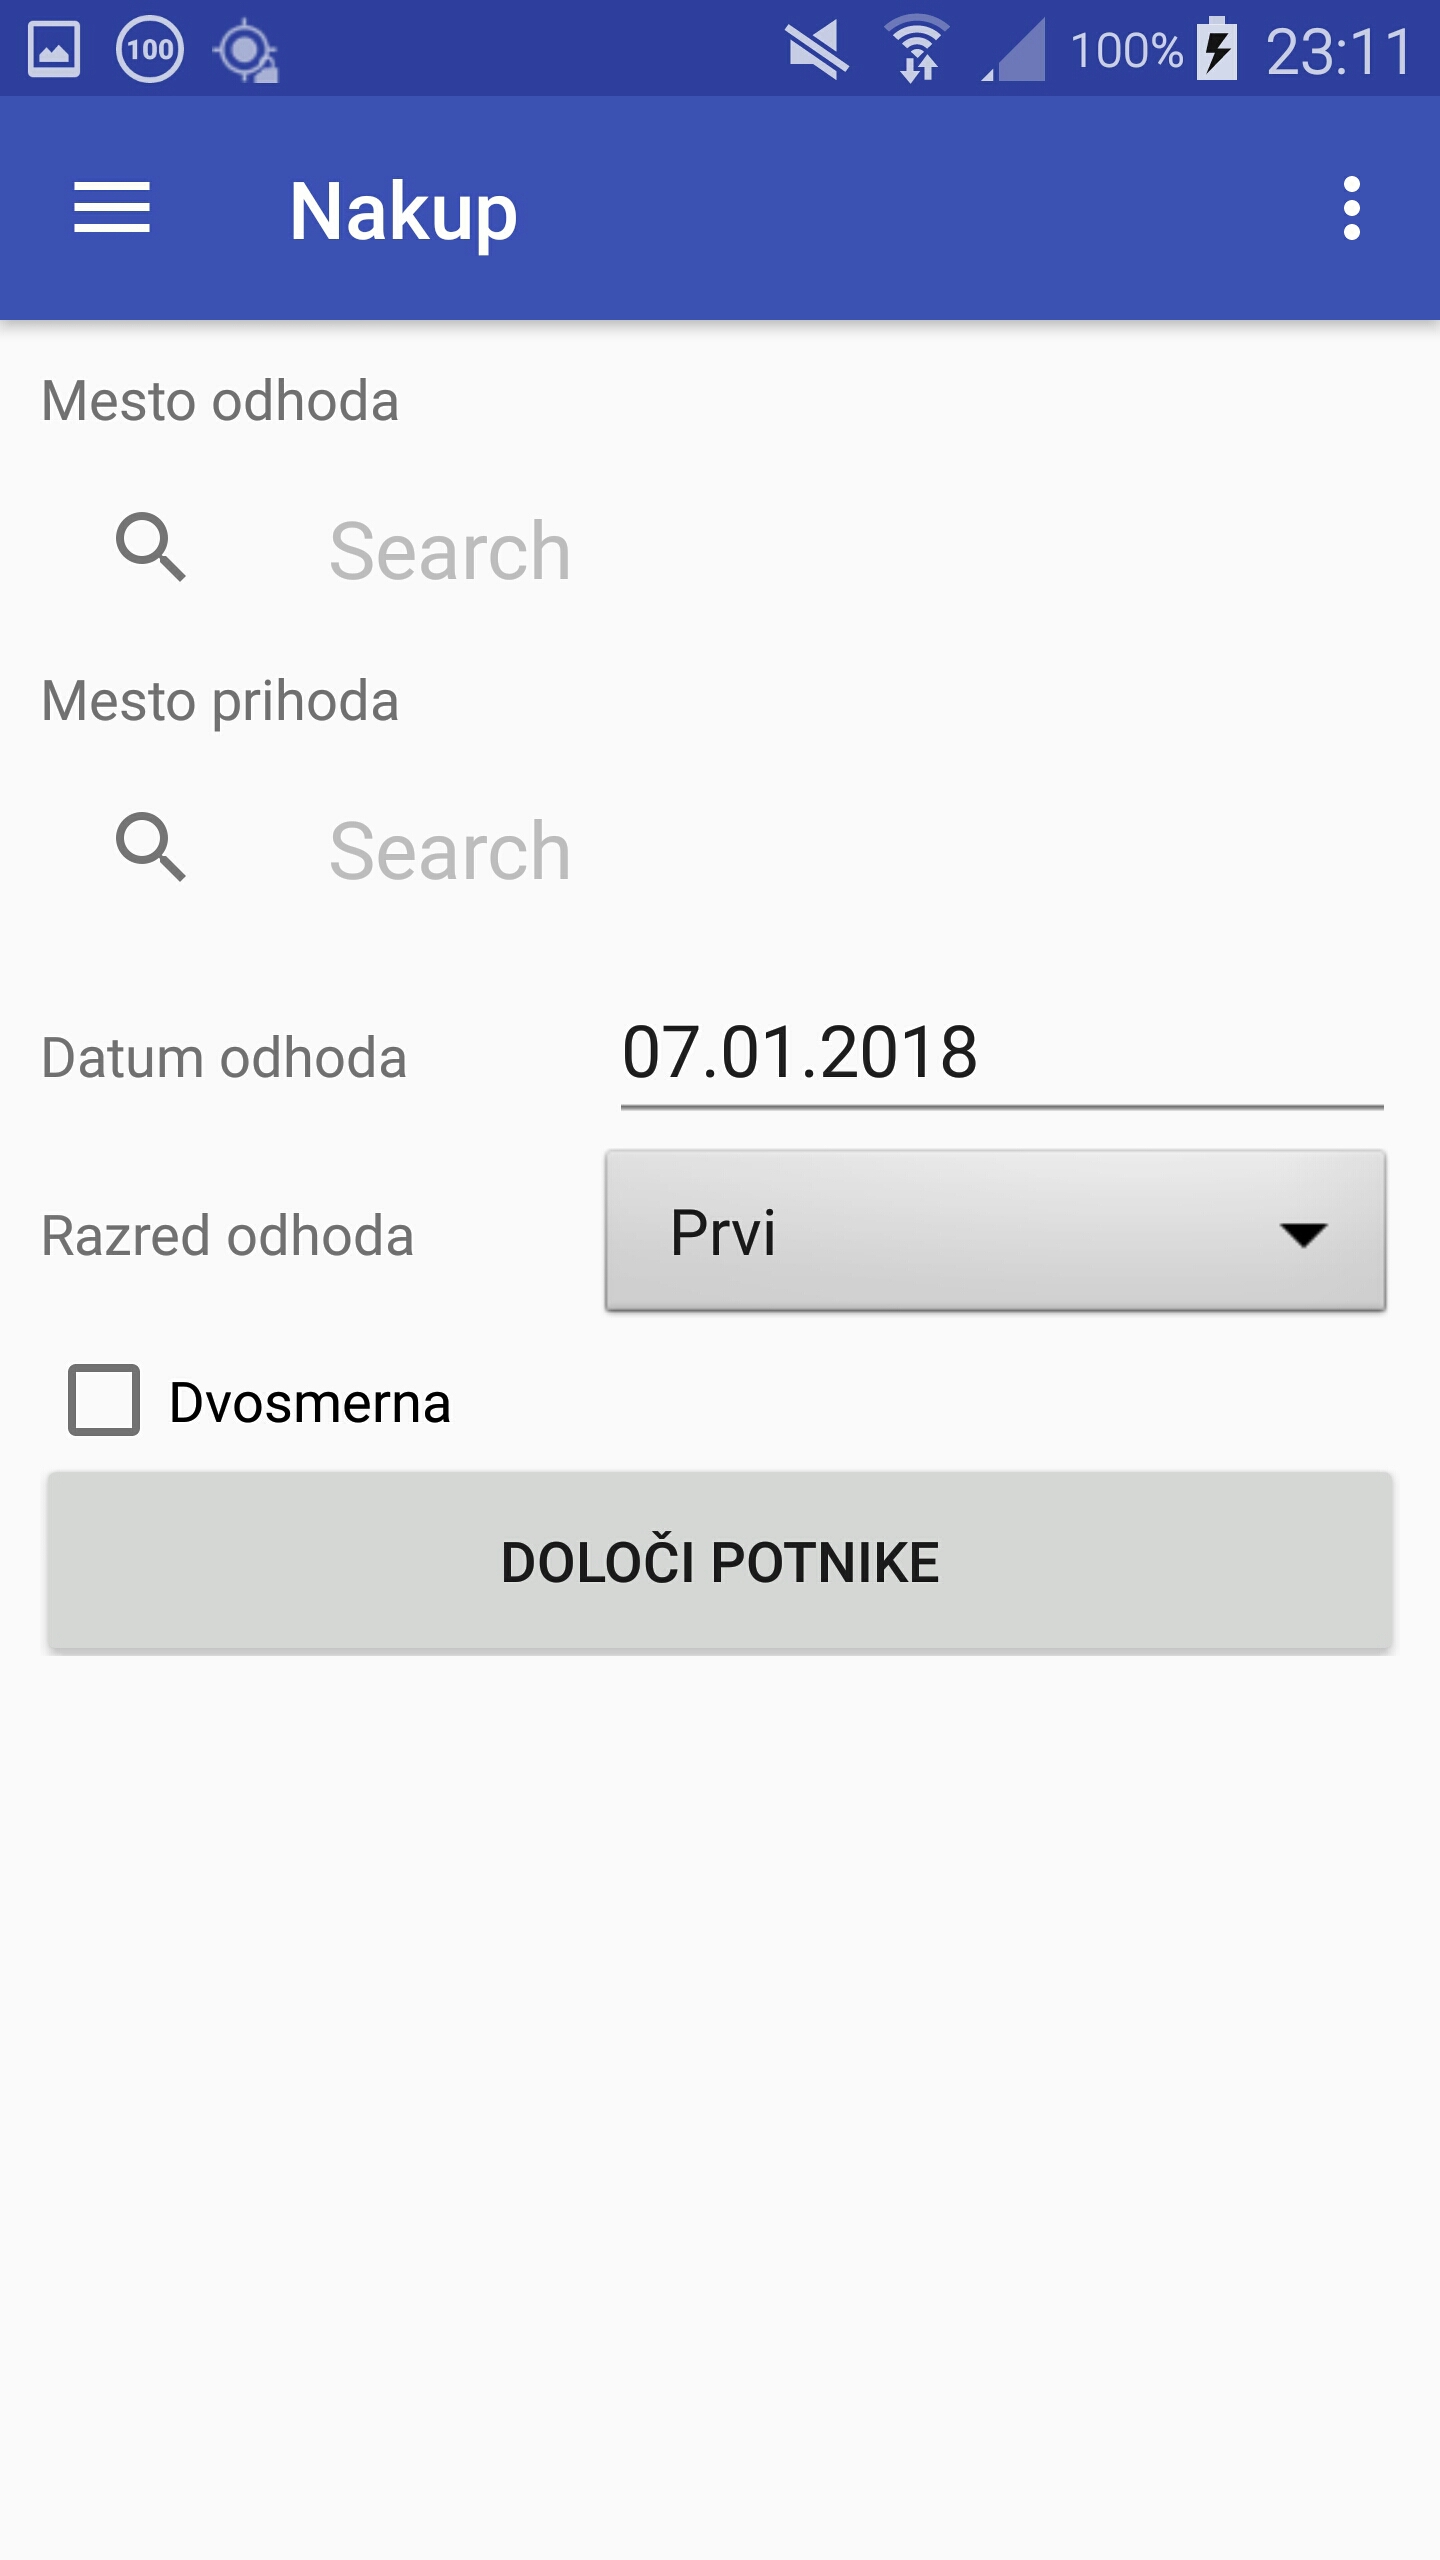 100 100% 23:11
Nakup
Mesto odhoda
Search
Mesto prihoda
Search
Datum odhoda 07.01.2018
Razred odhoda Prvi
Dvosmerna
DOLOČI POTNIKE